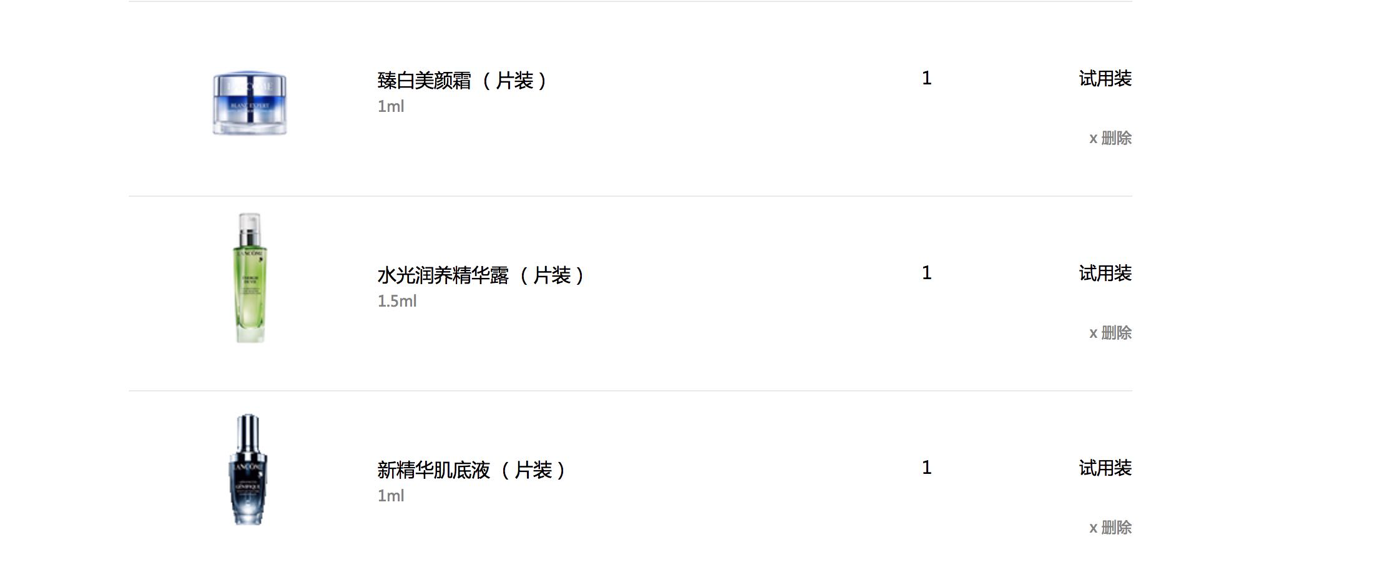 臻白美颜霜 （ 片装 ）
1ml
1
试用装
x 删除
LANCOME
水光润养精华露 （ 片装 ）
1.5ml
1
试用装
x 删除
LANCOME
新精华肌底液 （ 片装 ）
1ml
1
试用装
x 删除